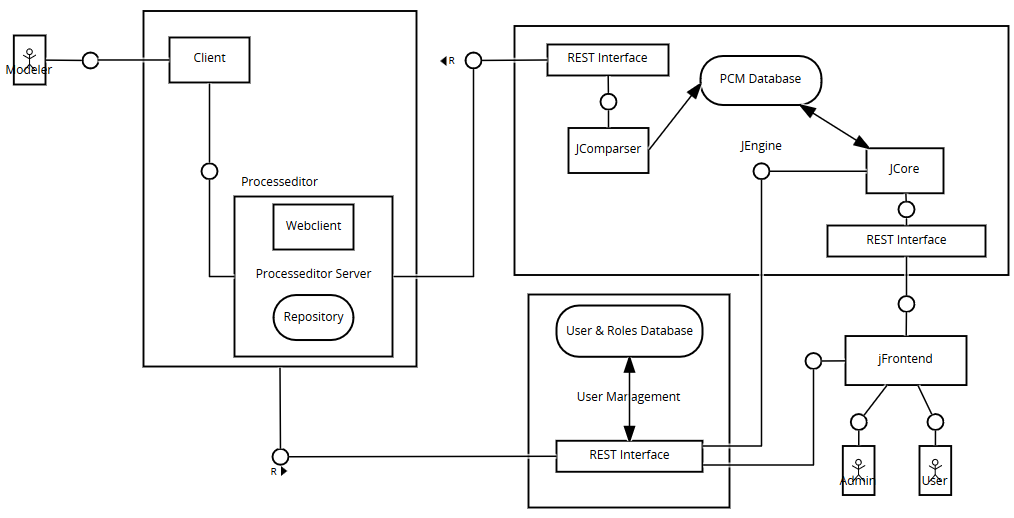 Modeler
Client
Processeditor
Webclient
Processeditor Server
Repository
R
REST Interface
PCM Database
JComparser
JEngine
JCore
REST Interface
User & Roles Database
User Management
REST Interface
R
jFrontend
Admin
User